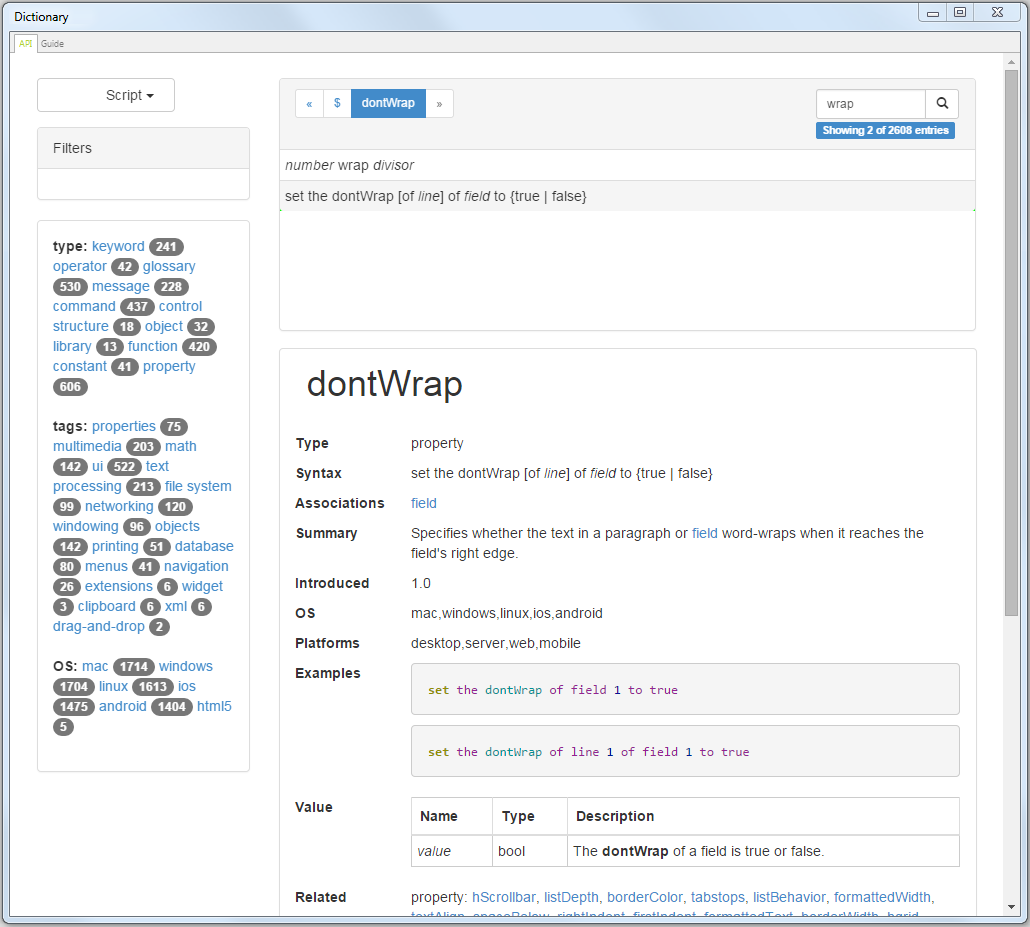 Dictionary
API Guide
Script
Filters
type: keyword 241
operator 42 glossary
530 message 228
command 437 control
structure 18 object 32
library 13 function 420
constant 41 property
606
tags: properties 75
multimedia 203 math
142 ui 522 text
processing 213 file system
99 networking 120
windowing 96 objects
142 printing 51 database
80 menus 41 navigation
26 extensions 6 widget
3 clipboard 6 xml 6
drag-and-drop 2
OS: mac 1714 windows
1704 linux 1613 ios
1475 android 1404 html5
5
« $ dontWrap »
wrap
Showing 2 of 2608 entries
number wrap divisor
set the dontWrap [of line] of field to {true | false}
dontWrap
Type property
Syntax set the dontWrap [of line] of field to {true | false}
Associations field
Summary Specifies whether the text in a paragraph or field word-wraps when it reaches the
field's right edge.
Introduced 1.0
OS mac,windows,linux,ios,android
Platforms desktop,server,web,mobile
Examples
set the dontWrap of field 1 to true
set the dontWrap of line 1 of field 1 to true
Value
Name Type Description
value bool The dontWrap of a field is true or false.
Related property: hScrollbar, listDepth, borderColor, tabstops, listBehavior, formattedWidth,
textAlign, spaceBelow, rightIndent, firstIndent, formattedText, borderWidth, hgrid